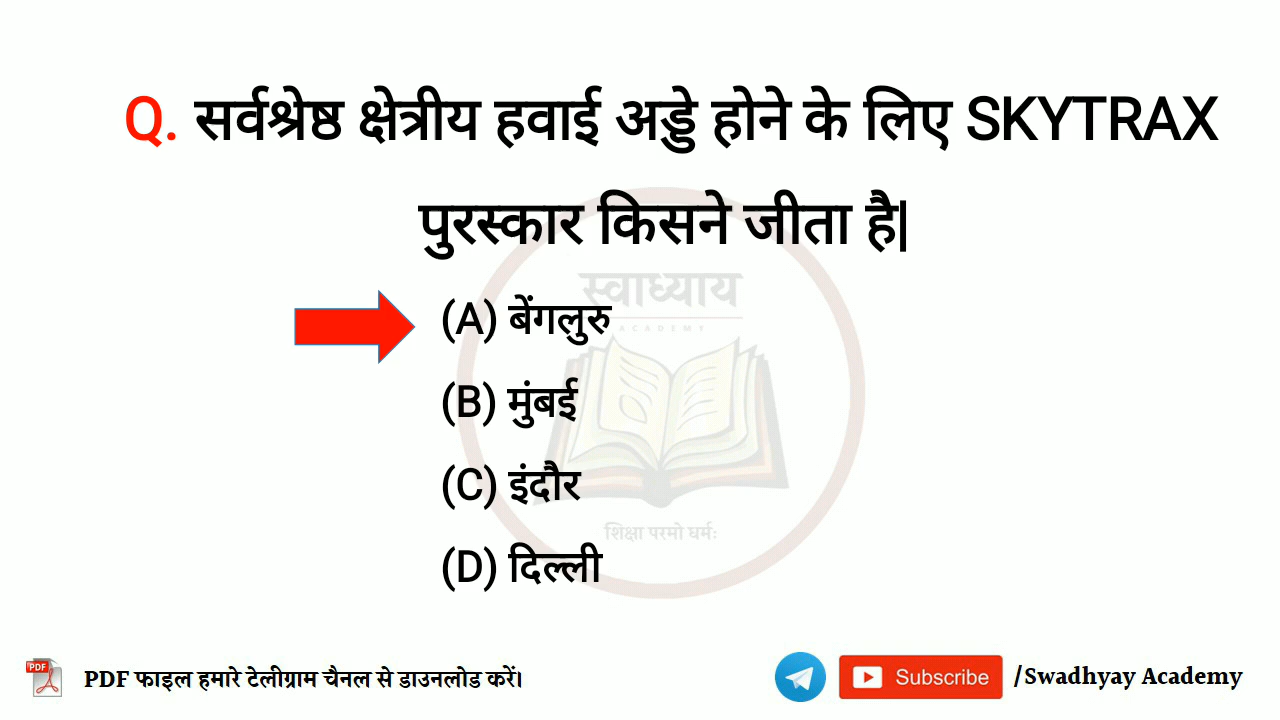 Q. सर्वश्रेष्ठ क्षेत्रीय हवाई अड्डे होने के लिए SKYTRAX
पुरस्कार किसने जीता है|
स्वाध्याय
ACADEMY
(A) बेंगलुरु
(B) मुंबई
(C) इंदौर
शिक्षा परमो धर्मः
(D) दिल्ली
PDF
PDF फाइल हमारे टेलीग्राम चैनल से डाउनलोड करें।
Subscribe
/Swadhyay Academy